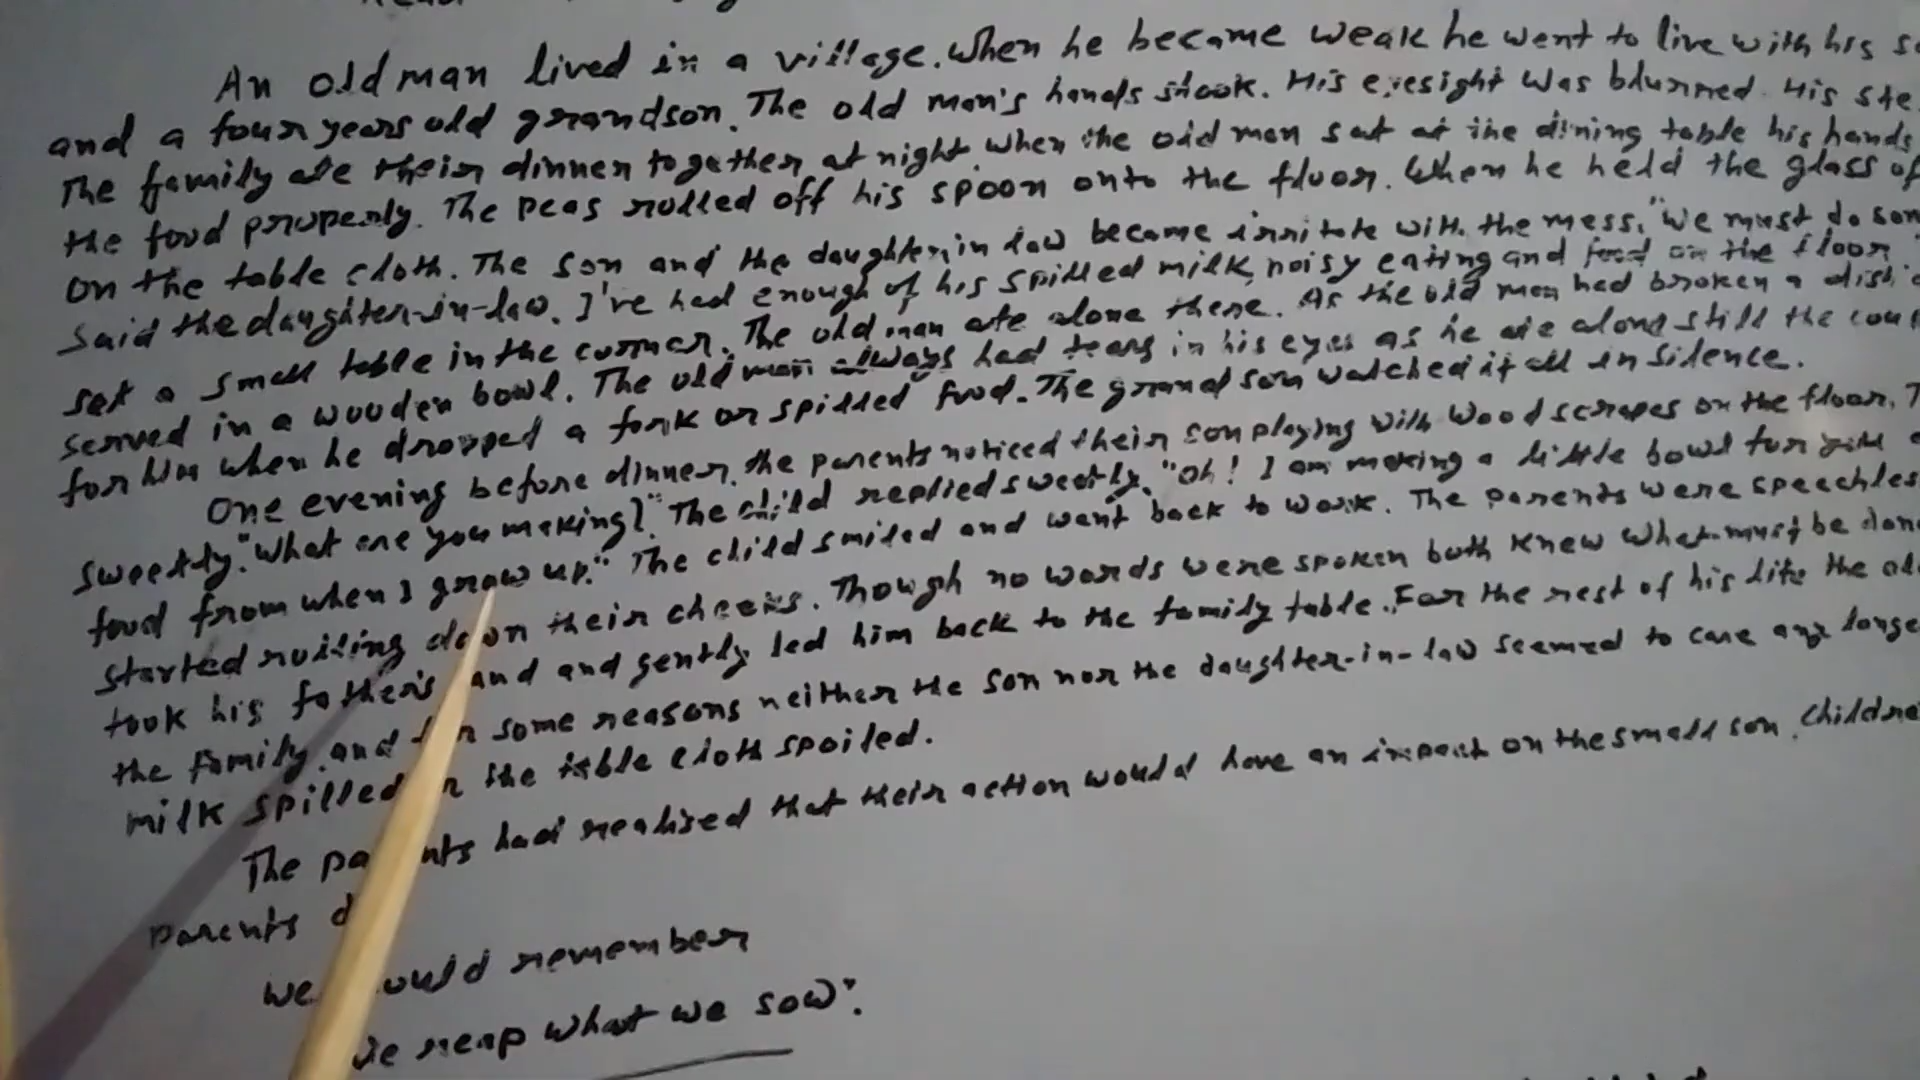 An old man lived in a village. When he became weak he went to live with his
and a four years old grandson. The old man's hands shook. His eyesight was blurred. His ste
The family ate their dinner together at night. When the old man sat at the dining table his hands
the food properly. The peas rolled off his spoon onto the floor. When he held the glass of
on the table cloth. The son and the daughter, in law became irritate with the mess. "We must do som
Said the daughter-in-law. I've had enough of his spilled milk, noisy eating and food on the floor
set a small table in the corner. The old man ate alone there. As the old man had broken a dish
served in a wooden bowl. The old man always had tears in his eyes as he ate alone still the
for him when he dropped a fork or spilled food. The grand son watched it all in silence.
One evening before dinner, the parents noticed their son playing with wood scrapes on the floor. T
sweetly. "What are you making?" The child replied sweetly, "Oh! I am making a little bowl for you
food from when I grow up." The child smiled and want back to work. The parents were speechles
started rolling down their cheeks. Though no words were spoken both knew what must be done
took his father's and and gently led him back to the family table. For the rest of his life the
the family and some reasons neither the son nor the daughter-in-law seemed to care any longe
milk spilled the table cloth spoiled.
The pa nts had realised that their action would have an impact on the small son. Childre
parents d
We ould remember
reap what we sow".